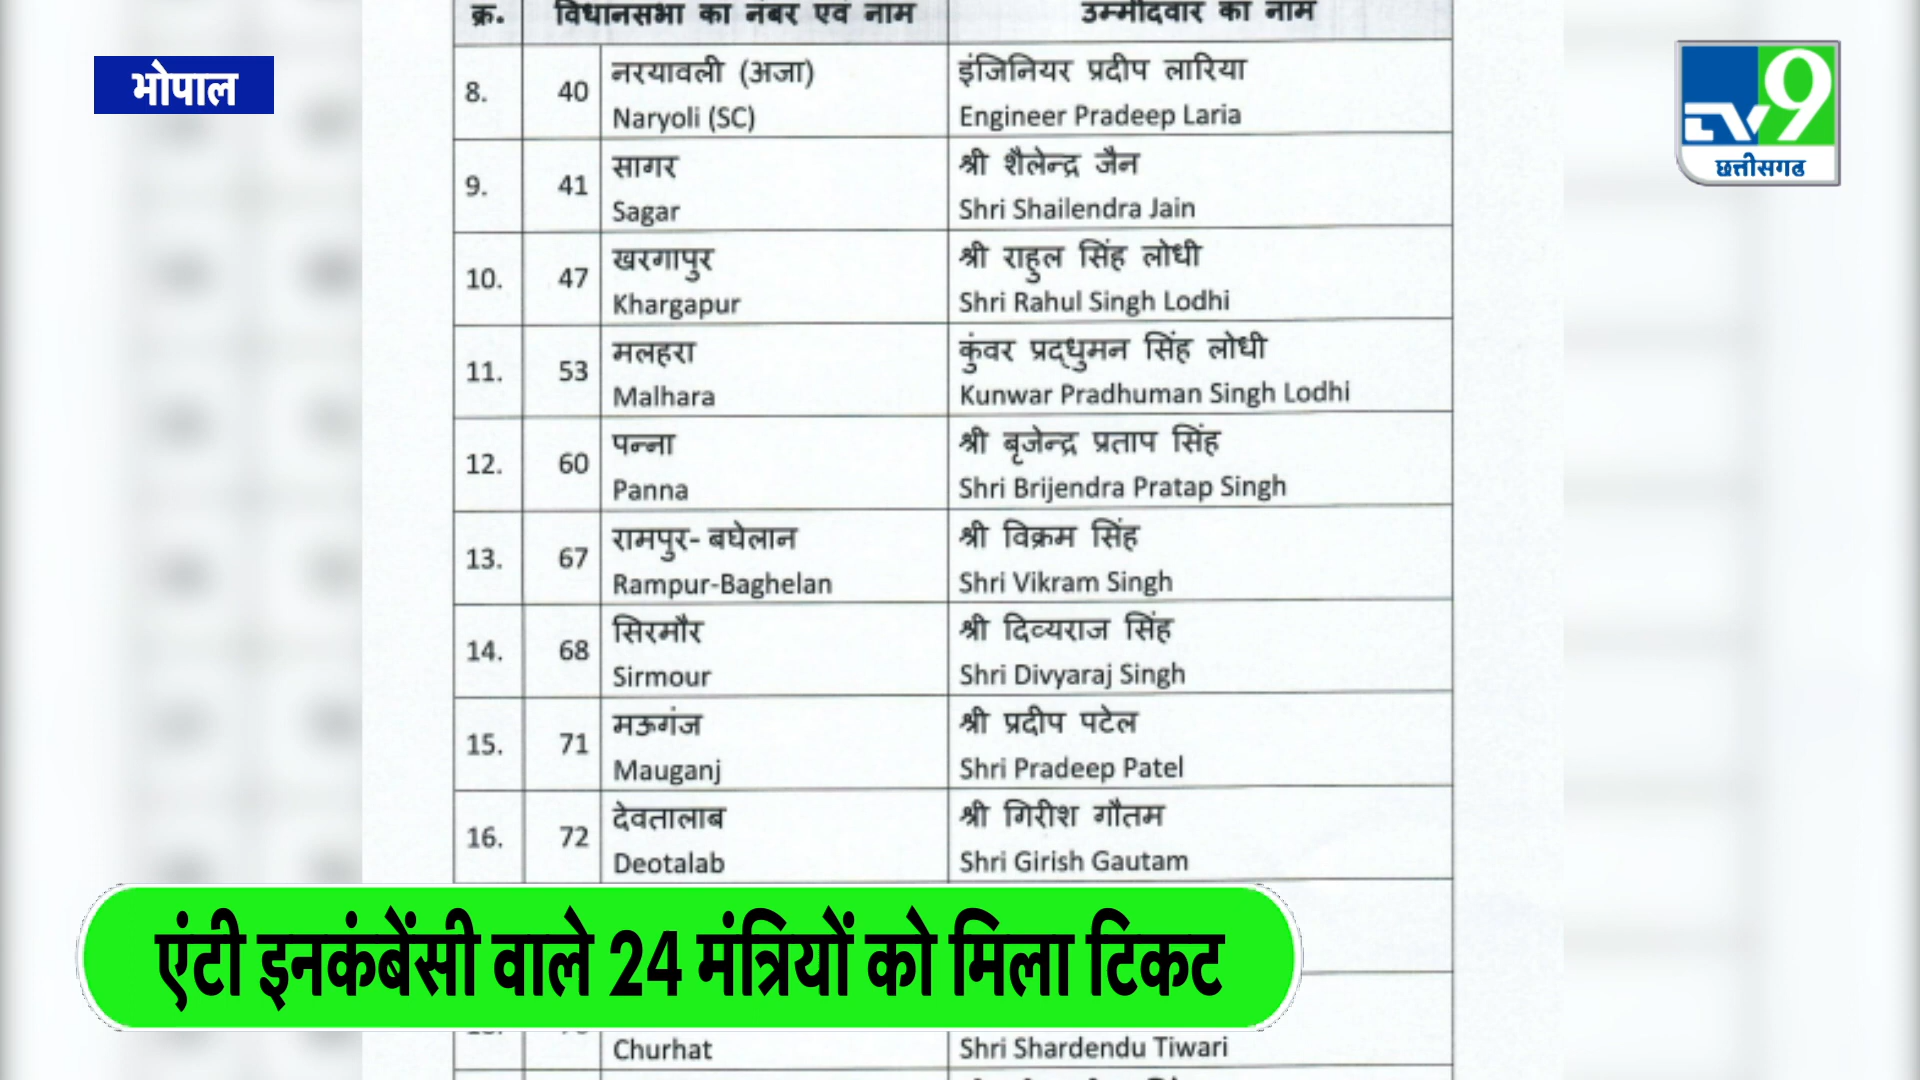 क्र. विधानसभा का नंबर एवं नाम उम्मीदवार का नाम
भोपाल
TV9
छत्तीसगढ
8. 40 नरयावली (अजा) इंजिनियर प्रदीप लारिया
Naryoli (SC) Engineer Pradeep Laria
9. 41 सागर श्री शैलेन्द्र जैन
Sagar Shri Shailendra Jain
10. 47 खरगापुर श्री राहुल सिंह लोधी
Khargapur Shri Rahul Singh Lodhi
11. 53 मलहरा कुंवर प्रद्धुमन सिंह लोधी
Malhara Kunwar Pradhuman Singh Lodhi
12. 60 पन्ना श्री बृजेन्द्र प्रताप सिंह
Panna Shri Brijendra Pratap Singh
13. 67 रामपुर- बघेलान श्री विक्रम सिंह
Rampur-Baghelan Shri Vikram Singh
14. 68 सिरमौर श्री दिव्यराज सिंह
Sirmour Shri Divyaraj Singh
15. 71 मऊगंज श्री प्रदीप पटेल
Mauganj Shri Pradeep Patel
16. 72 देवतालाब श्री गिरीश गौतम
Deotalab Shri Girish Gautam
एंटी इनकंबेंसी वाले 24 मंत्रियों को मिला टिकट
Churhat Shri Shardendu Tiwari